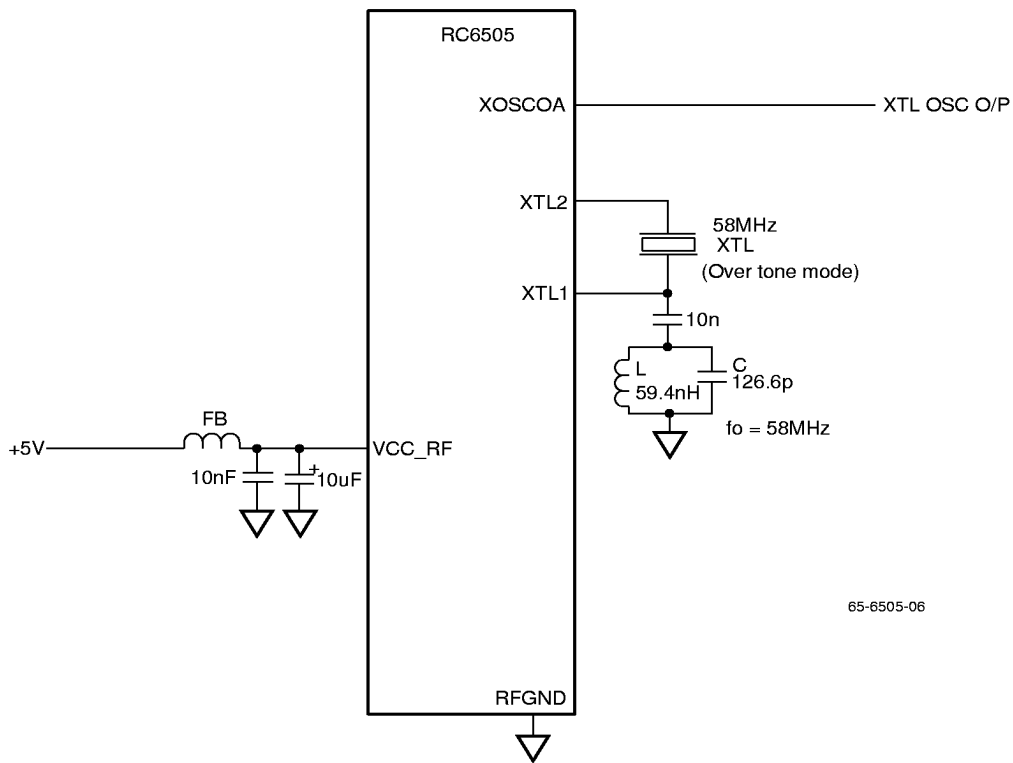 RC6505
XOSCOA
XTL OSC O/P
XTL2
58MHz
XTL
(Over tone mode)
XTL1
10n
L
59.4nH
C
126.6p
fo = 58MHz
FB
+5V
VCC_RF
10nF
+
10uF
65-6505-06
RFGND